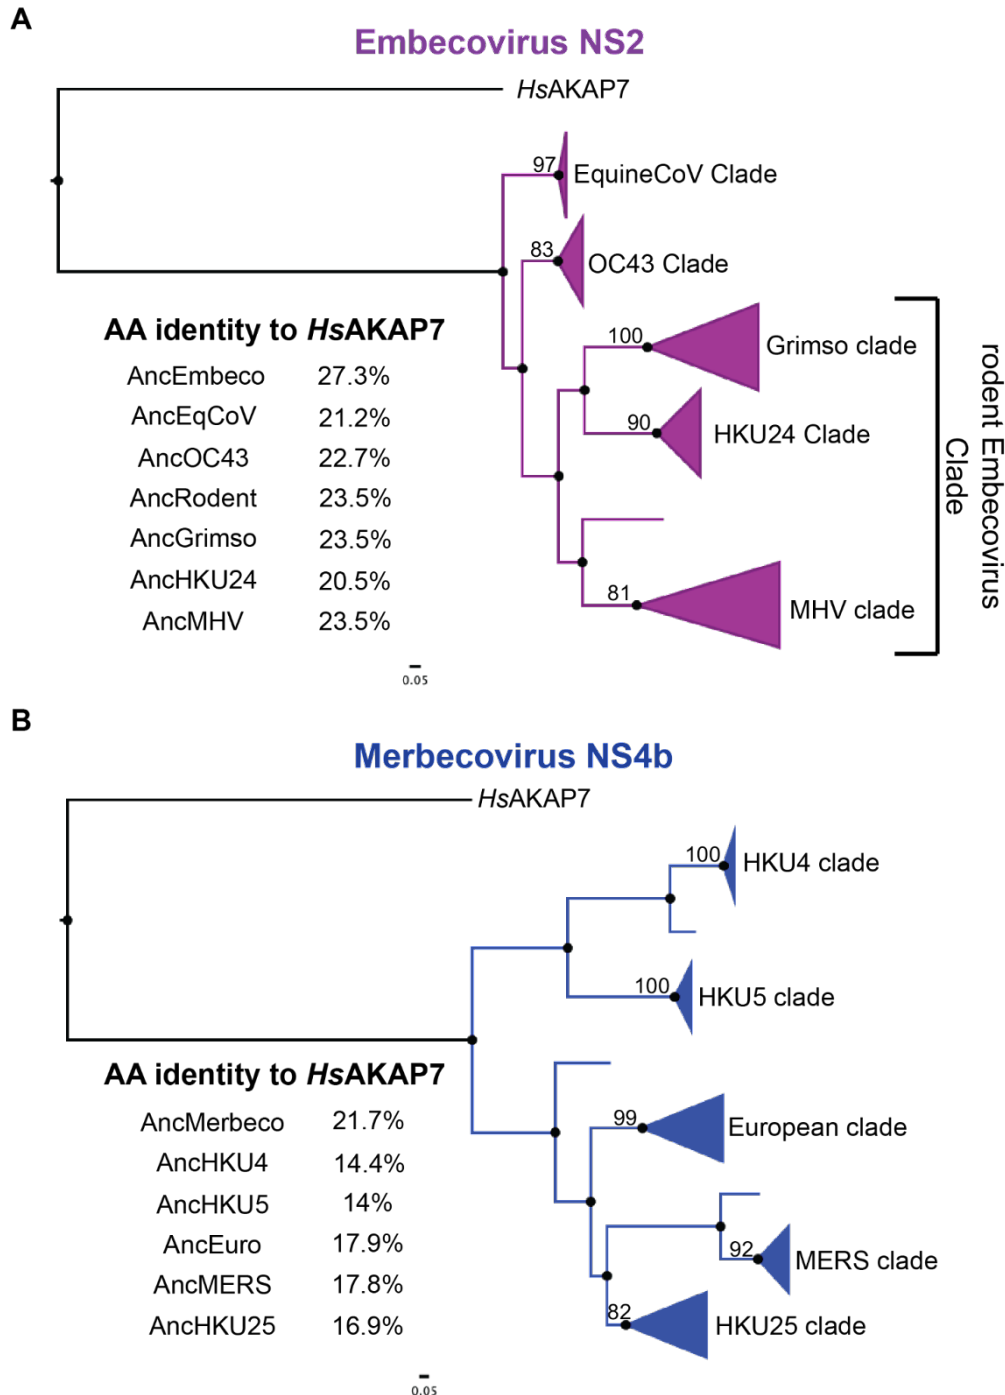 A
Embecovirus NS2
HsAKAP7
97
EquineCoV Clade
83
OC43 Clade
100
Grimso clade
90
HKU24 Clade
81
MHV clade
rodent Embecovirus
Clade
AA identity to HsAKAP7
AncEmbeco 27.3%
AncEqCoV 21.2%
AncOC43 22.7%
AncRodent 23.5%
AncGrimso 23.5%
AncHKU24 20.5%
AncMHV 23.5%
0.05
B
Merbecovirus NS4b
HsAKAP7
100
HKU4 clade
100
HKU5 clade
99
European clade
92
MERS clade
82
HKU25 clade
AA identity to HsAKAP7
AncMerbeco 21.7%
AncHKU4 14.4%
AncHKU5 14%
AncEuro 17.9%
AncMERS 17.8%
AncHKU25 16.9%
0.05